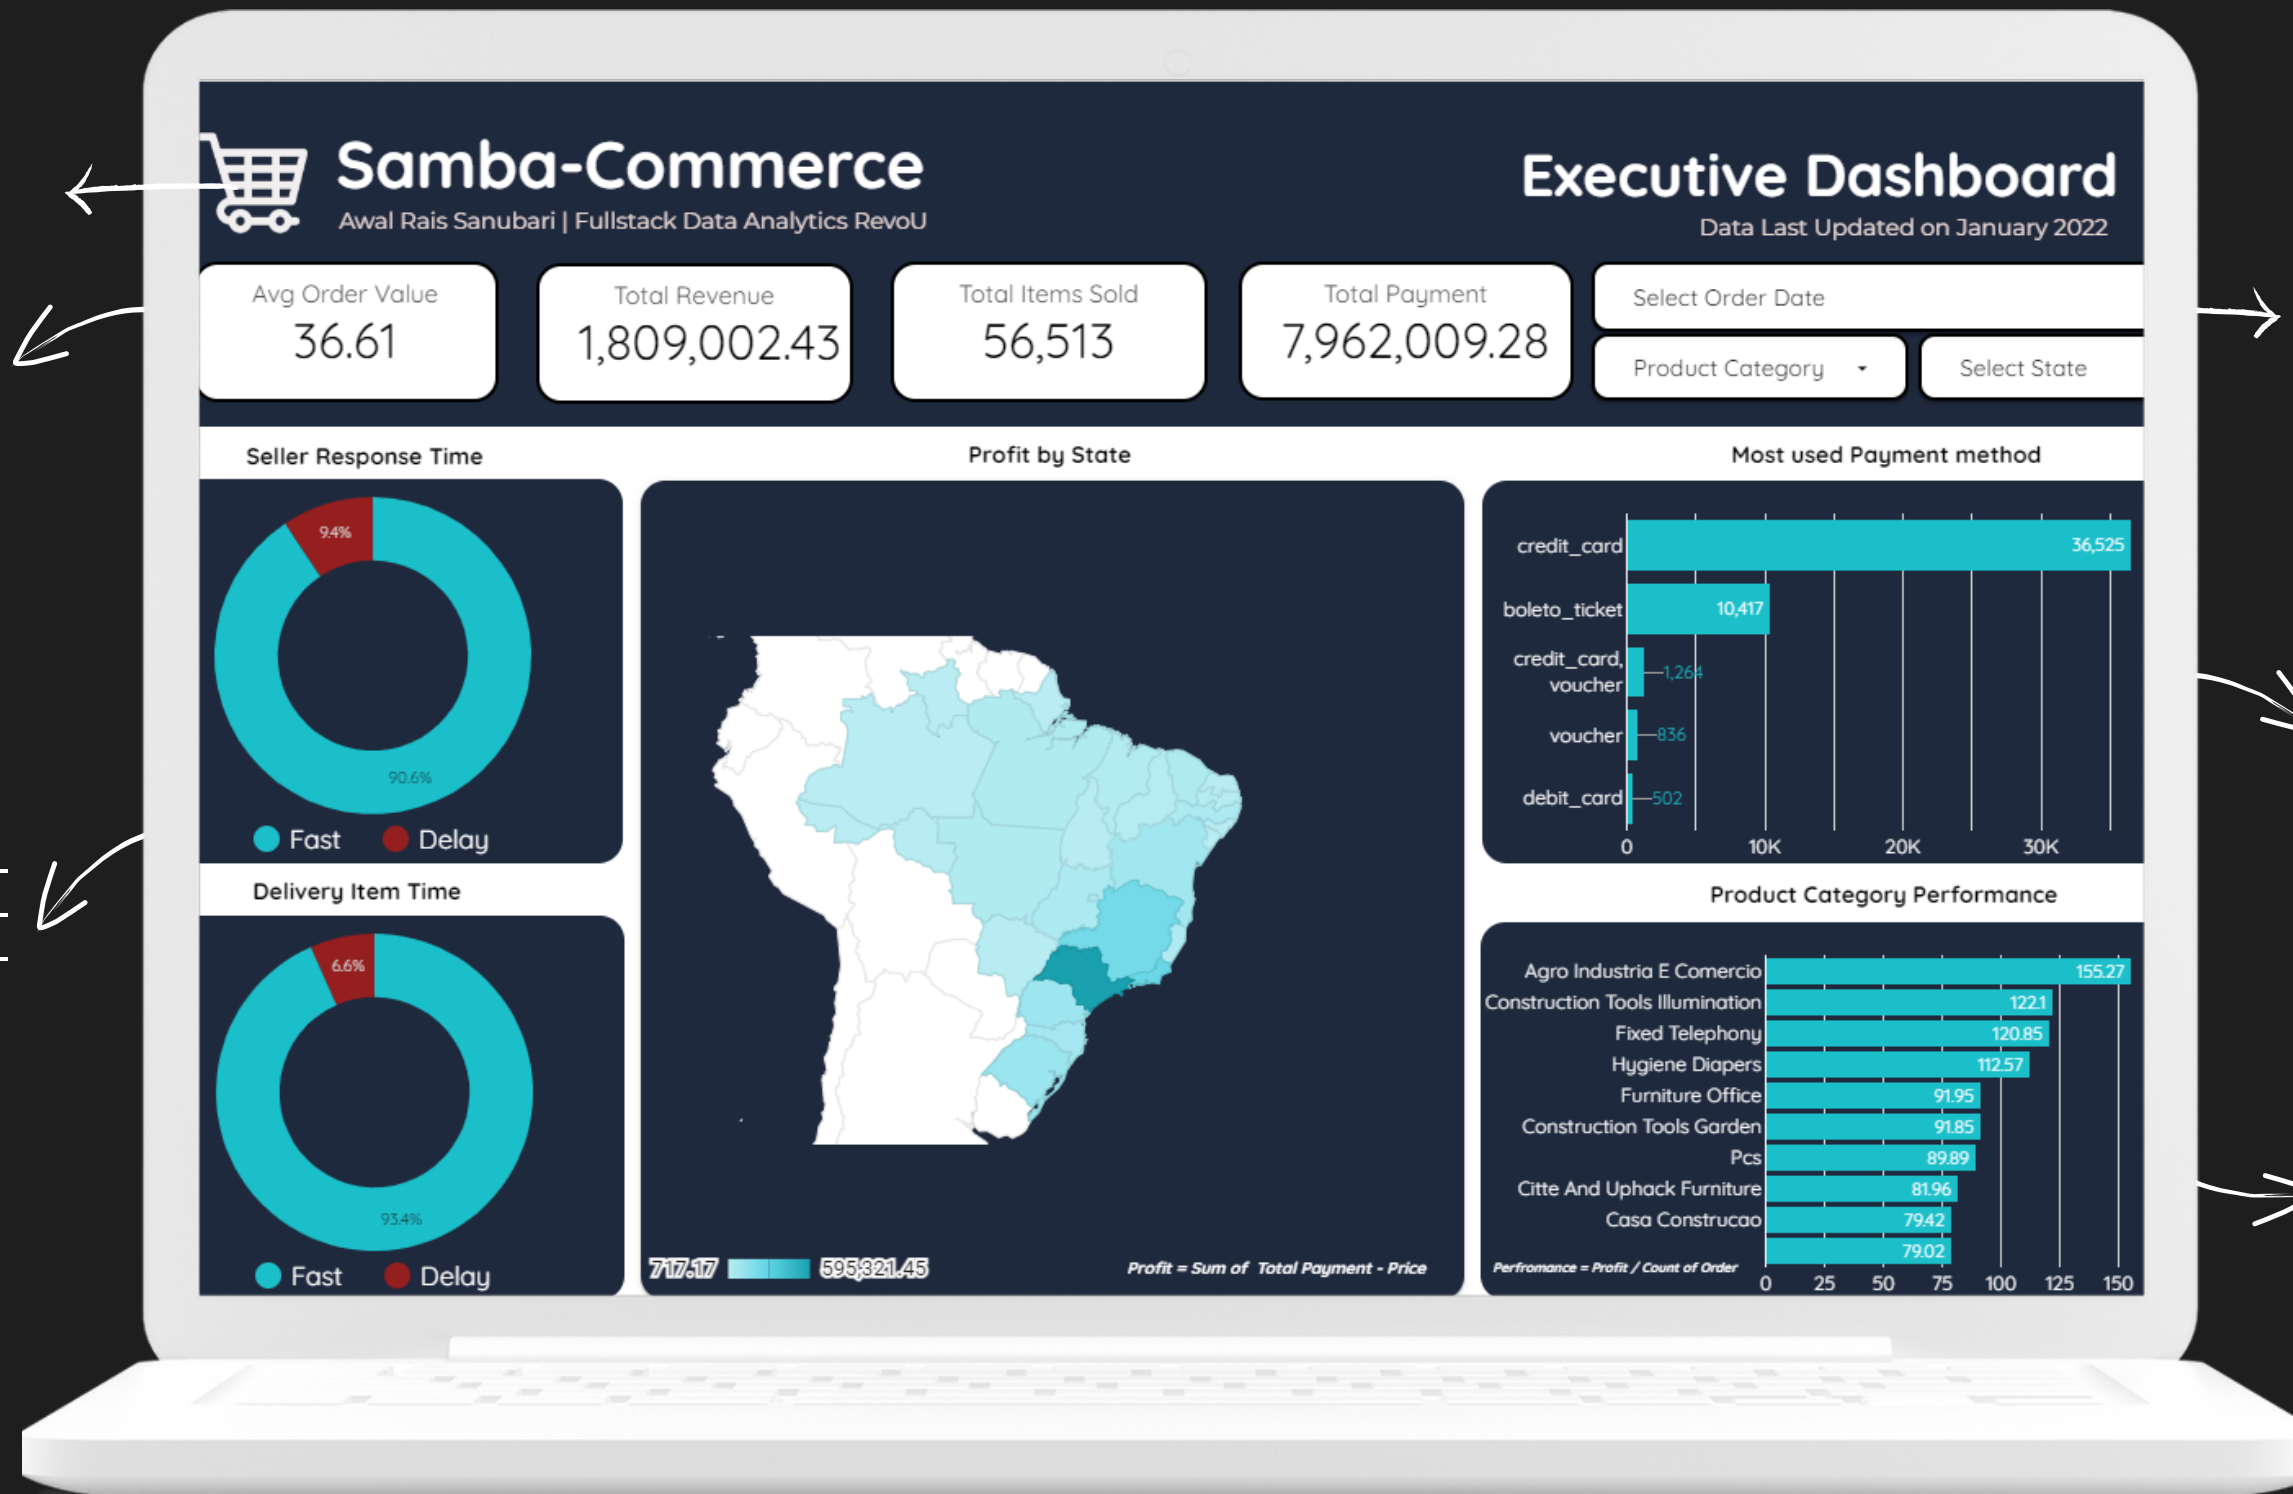 Samba-Commerce
Awal Rais Sanubari | Fullstack Data Analytics RevoU
Executive Dashboard
Data Last Updated on January 2022
Avg Order Value
36.61
Total Revenue
1,809,002.43
Total Items Sold
56,513
Total Payment
7,962,009.28
Select Order Date
Product Category
Select State
Seller Response Time
9.4%
90.6%
Fast
Delay
Delivery Item Time
6.6%
93.4%
Fast
Delay
Profit by State
717.17
595,321.45
Profit = Sum of Total Payment - Price
Most used Payment method
credit_card
36,525
boleto_ticket
10,417
credit_card,
voucher
1,264
voucher
836
debit_card
502
0 10K 20K 30K
Product Category Performance
Agro Industria E Comercio
155.27
Construction Tools Illumination
122.1
Fixed Telephony
120.85
Hygiene Diapers
112.57
Furniture Office
91.95
Construction Tools Garden
91.85
Pcs
89.89
Citte And Uphack Furniture
81.96
Casa Construcao
79.42
79.02
Perfromance = Profit / Count of Order
0 25 50 75 100 125 150